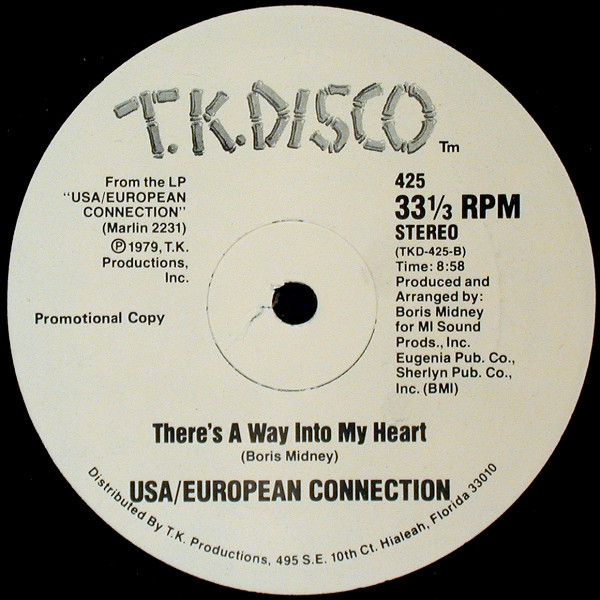 T.K. DISCO TM
From the LP
"USA/EUROPEAN
CONNECTION"
(Marlin 2231)
Ⓟ1979, T.K.
Productions,
Inc.
Promotional Copy
425
33⅓ RPM
STEREO
(TKD-425-B)
Time: 8:58
Produced and
Arranged by:
Boris Midney
for MI Sound
Prods., Inc.
Eugenia Pub. Co.,
Sherlyn Pub. Co.,
Inc. (BMI)
There's A Way Into My Heart
(Boris Midney)
USA/EUROPEAN CONNECTION
Distributed By T.K. Productions, 495 S.E. 10th Ct. Hialeah, Florida 33010